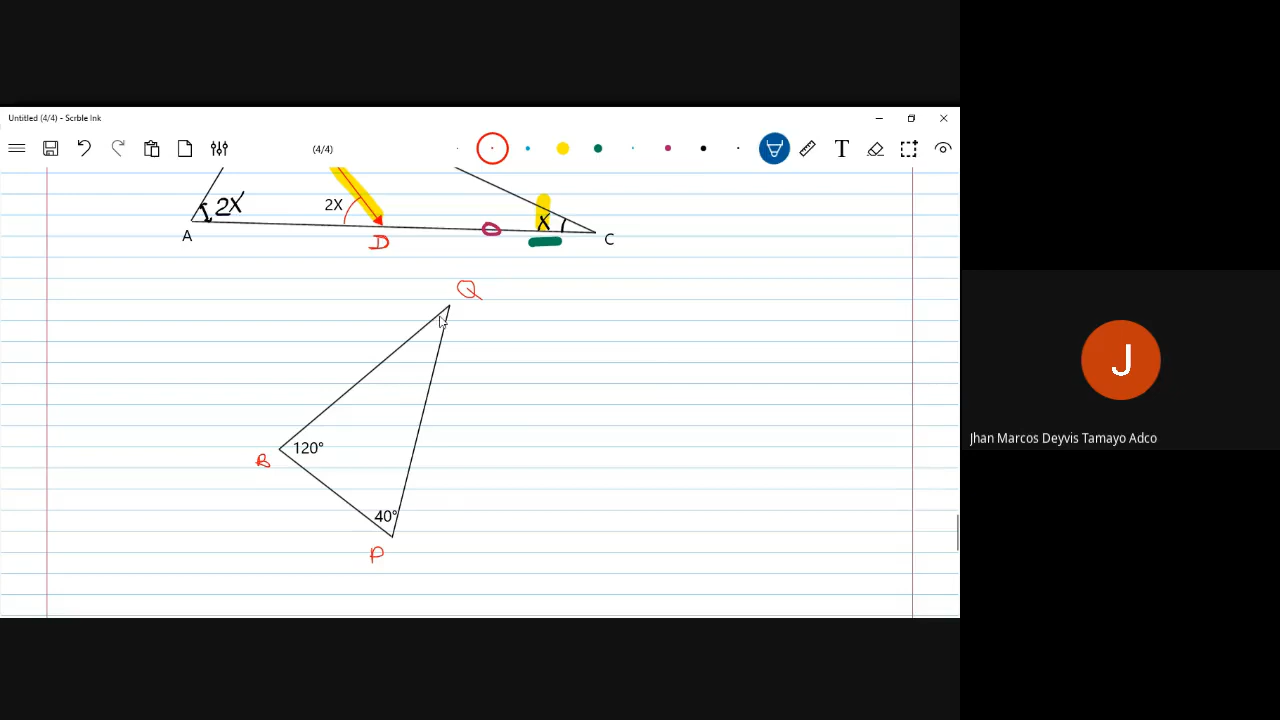 Untitled (4/4) - Scrble Ink
(4/4)
T
2X
2X
X
A
D
C
Q
120°
B
40°
P
J
Jhan Marcos Deyvis Tamayo Adco